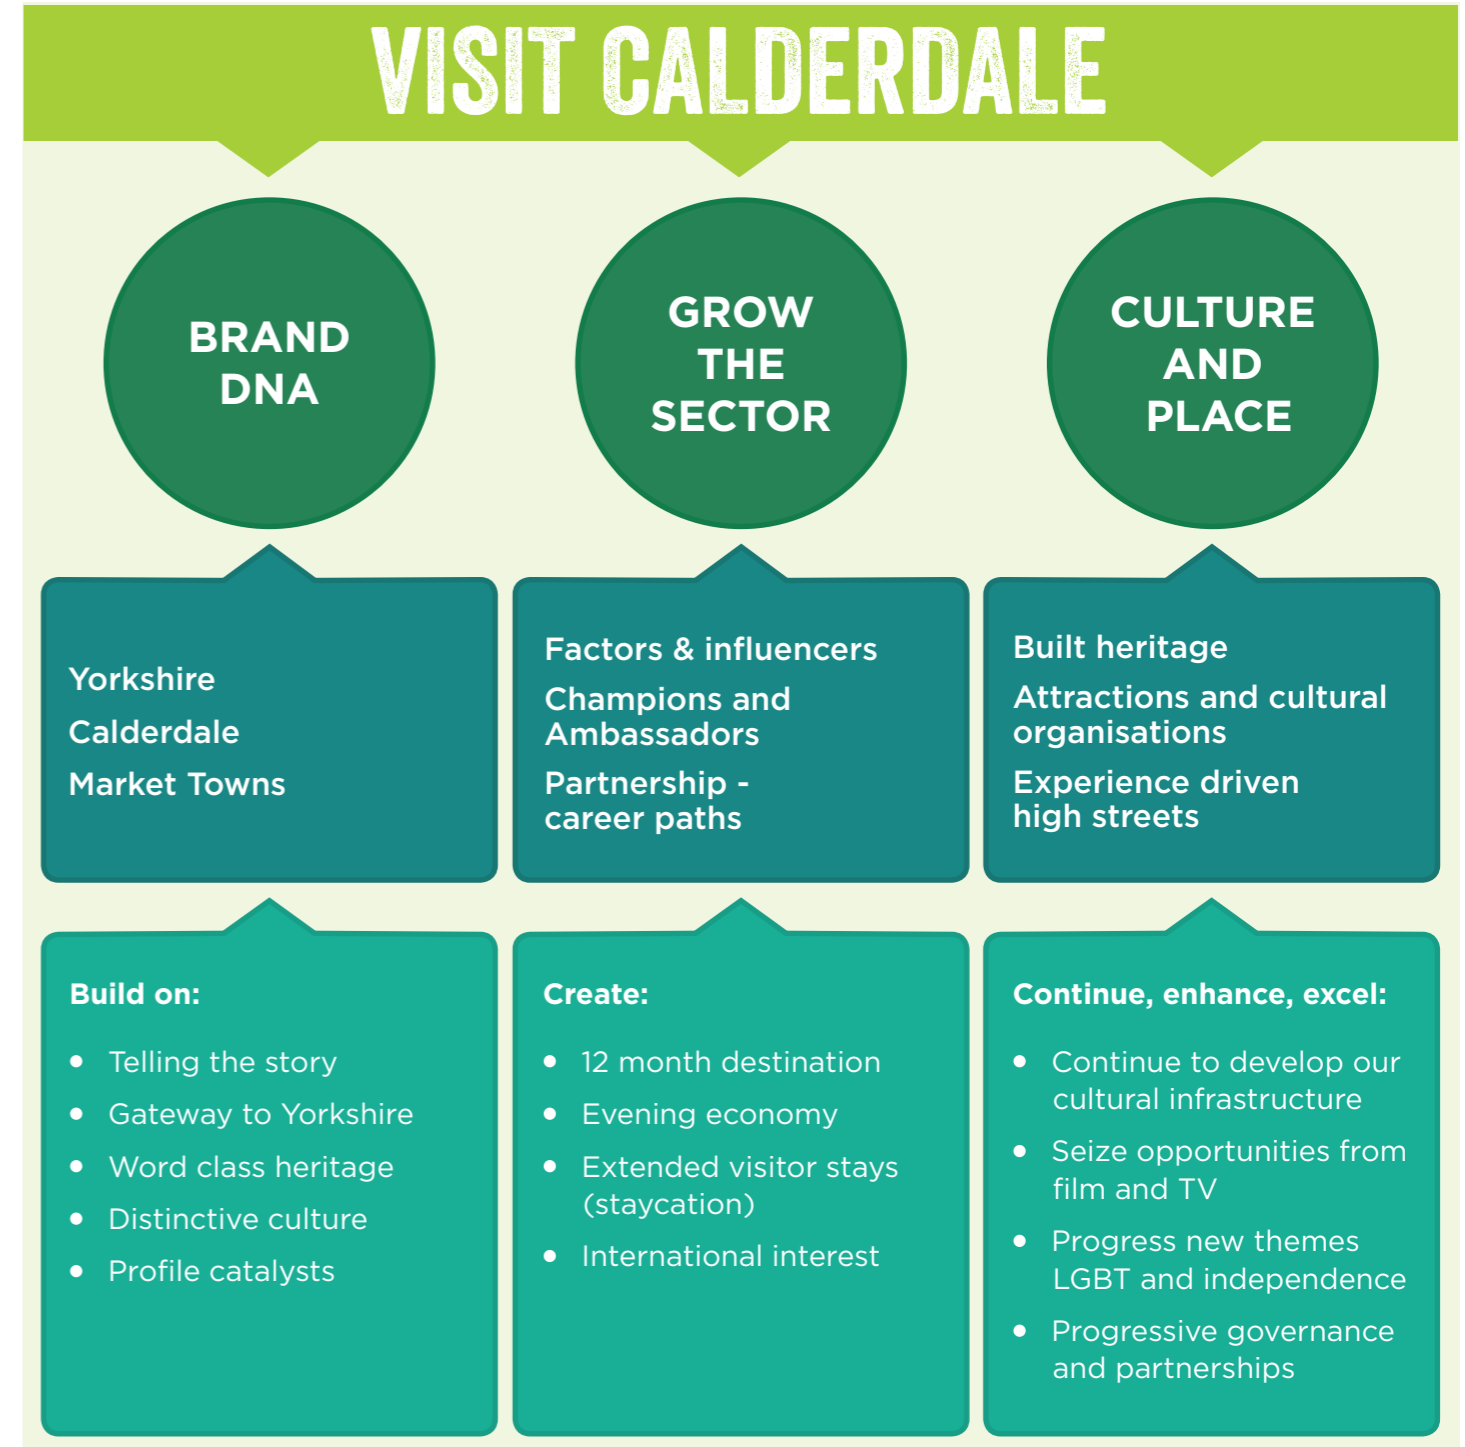 VISIT CALDERDALE
BRAND
DNA
Yorkshire
Calderdale
Market Towns
Build on:
• Telling the story
• Gateway to Yorkshire
• Word class heritage
• Distinctive culture
• Profile catalysts
GROW
THE
SECTOR
Factors & influencers
Champions and
Ambassadors
Partnership -
career paths
Create:
• 12 month destination
• Evening economy
• Extended visitor stays
(staycation)
• International interest
CULTURE
AND
PLACE
Built heritage
Attractions and cultural
organisations
Experience driven
high streets
Continue, enhance, excel:
• Continue to develop our
cultural infrastructure
• Seize opportunities from
film and TV
• Progress new themes
LGBT and independence
• Progressive governance
and partnerships